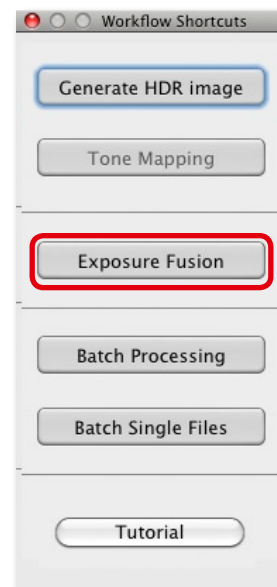 Workflow Shortcuts
Generate HDR image
Tone Mapping
Exposure Fusion
Batch Processing
Batch Single Files
Tutorial